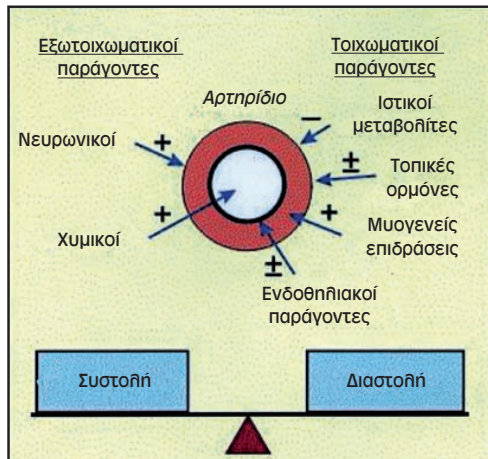 Εξωτοιχωματικοί
παράγοντες
Τοιχωματικοί
παράγοντες
Αρτηρίδιο
Ιστικοί
μεταβολίτες
Νευρωνικοί
+
−
±
Τοπικές
ορμόνες
Χυμικοί
+
+
Μυογενείς
επιδράσεις
±
Ενδοθηλιακοί
παράγοντες
Συστολή
Διαστολή